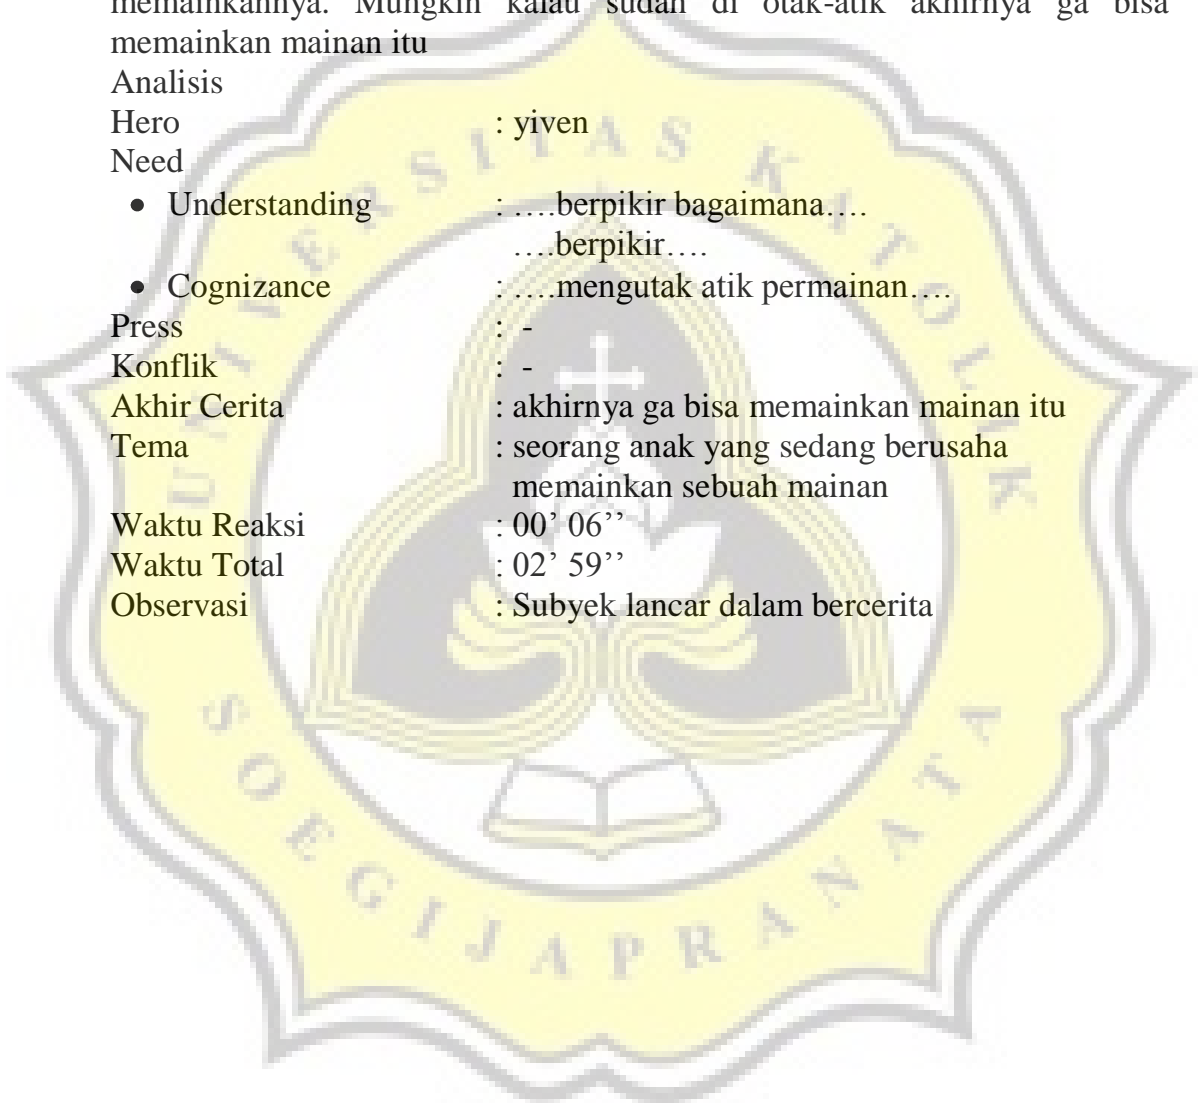 memainkannya. Mungkin kalau sudah di otak-atik akhirnya ga bisa
memainkan mainan itu
Analisis
Hero : yiven
Need
• Understanding : ….berpikir bagaimana….
….berpikir….
• Cognizance : ….mengutak atik permainan….
Press : -
Konflik : -
Akhir Cerita : akhirnya ga bisa memainkan mainan itu
Tema : seorang anak yang sedang berusaha
memainkan sebuah mainan
Waktu Reaksi : 00’ 06’’
Waktu Total : 02’ 59’’
Observasi : Subyek lancar dalam bercerita
UNIVERSITAS KATOLIK
SOEGIJAPRANATA